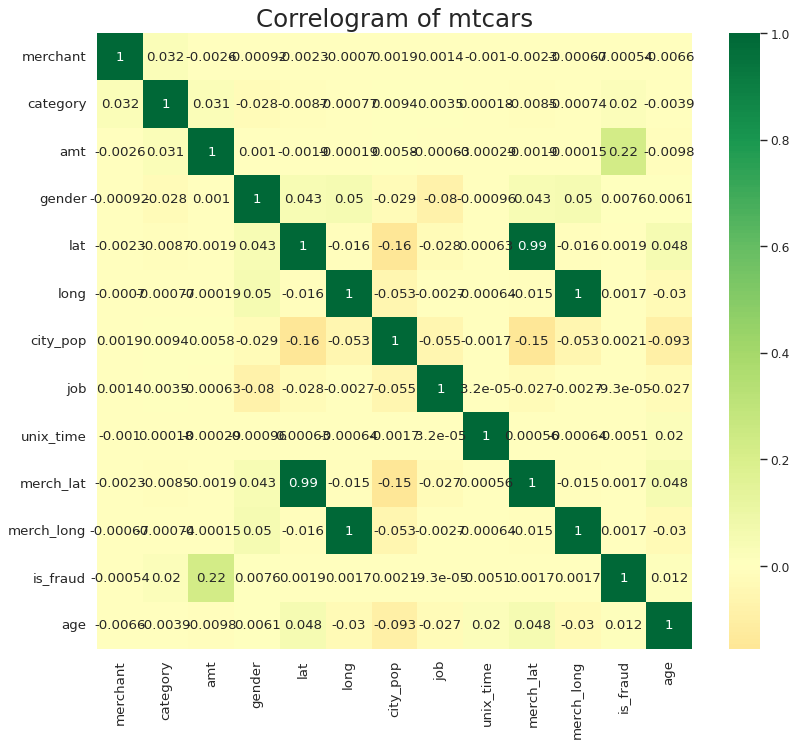 Correlogram of mtcars
merchant 1 0.032 -0.0026 -0.00092 -0.0023 -0.0007 0.0019 0.0014 -0.001 -0.0023 -0.00067 -0.00054 -0.0066
category 0.032 1 0.031 -0.028 -0.0087 -0.00077 0.0094 0.0035 0.00018 -0.0085 -0.00074 0.02 -0.0039
amt -0.0026 0.031 1 0.001 -0.0019 -0.00019 0.0058 -0.00063 -0.00029 -0.0019 -0.00015 0.22 -0.0098
gender -0.00092 -0.028 0.001 1 0.043 0.05 -0.029 -0.08 -0.00096 0.043 0.05 0.0076 0.0061
lat -0.0023 -0.0087 -0.0019 0.043 1 -0.016 -0.16 -0.028 0.00063 0.99 -0.016 0.0019 0.048
long -0.0007 -0.00077 -0.00019 0.05 -0.016 1 -0.053 -0.0027 -0.00064 -0.015 1 0.0017 -0.03
city_pop 0.0019 0.0094 0.0058 -0.029 -0.16 -0.053 1 -0.055 -0.0017 -0.15 -0.053 0.0021 -0.093
job 0.0014 0.0035 -0.00063 -0.08 -0.028 -0.0027 -0.055 1 3.2e-05 -0.027 -0.0027 -9.3e-05 -0.027
unix_time -0.001 0.00018 -0.00029 -0.00096 0.00063 -0.00064 -0.0017 3.2e-05 1 0.00056 -0.00064 -0.0051 0.02
merch_lat -0.0023 -0.0085 -0.0019 0.043 0.99 -0.015 -0.15 -0.027 0.00056 1 -0.015 0.0017 0.048
merch_long -0.00067 -0.00074 -0.00015 0.05 -0.016 1 -0.053 -0.0027 -0.00064 -0.015 1 0.0017 -0.03
is_fraud -0.00054 0.02 0.22 0.0076 0.0019 0.0017 0.0021 -9.3e-05 -0.0051 0.0017 0.0017 1 0.012
age -0.0066 -0.0039 -0.0098 0.0061 0.048 -0.03 -0.093 -0.027 0.02 0.048 -0.03 0.012 1
merchant category amt gender lat long city_pop job unix_time merch_lat merch_long is_fraud age
1.0
0.8
0.6
0.4
0.2
0.0